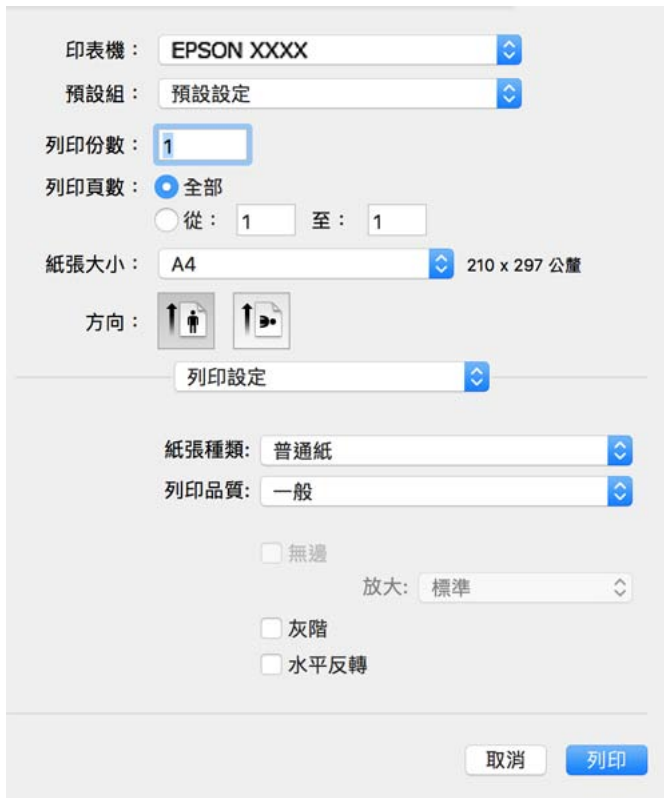 印表機： EPSON XXXX
預設組： 預設設定
列印份數： 1
列印頁數： 全部
從： 1 至： 1
紙張大小： A4 210 x 297 公釐
方向：
列印設定
紙張種類: 普通紙
列印品質: 一般
無邊
放大: 標準
灰階
水平反轉
取消 列印